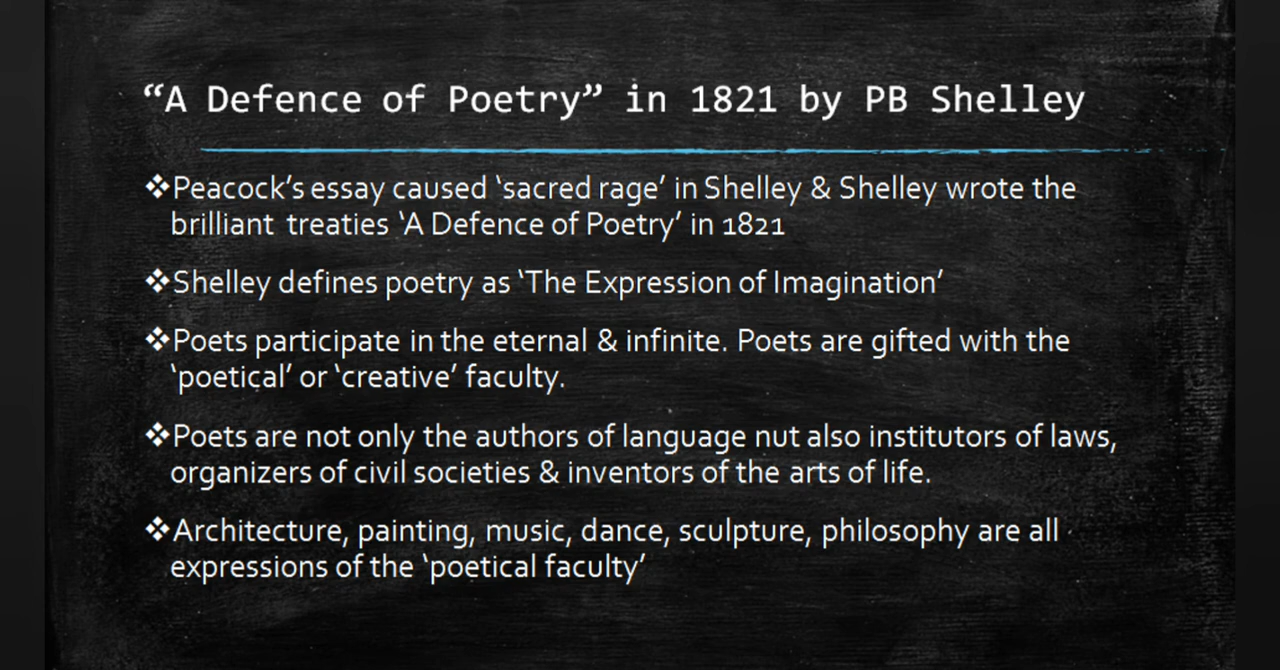 “A Defence of Poetry” in 1821 by PB Shelley
❖Peacock’s essay caused ‘sacred rage’ in Shelley & Shelley wrote the
brilliant treaties ‘A Defence of Poetry’ in 1821
❖Shelley defines poetry as ‘The Expression of Imagination’
❖Poets participate in the eternal & infinite. Poets are gifted with the
‘poetical’ or ‘creative’ faculty.
❖Poets are not only the authors of language nut also institutors of laws,
organizers of civil societies & inventors of the arts of life.
❖Architecture, painting, music, dance, sculpture, philosophy are all
expressions of the ‘poetical faculty’